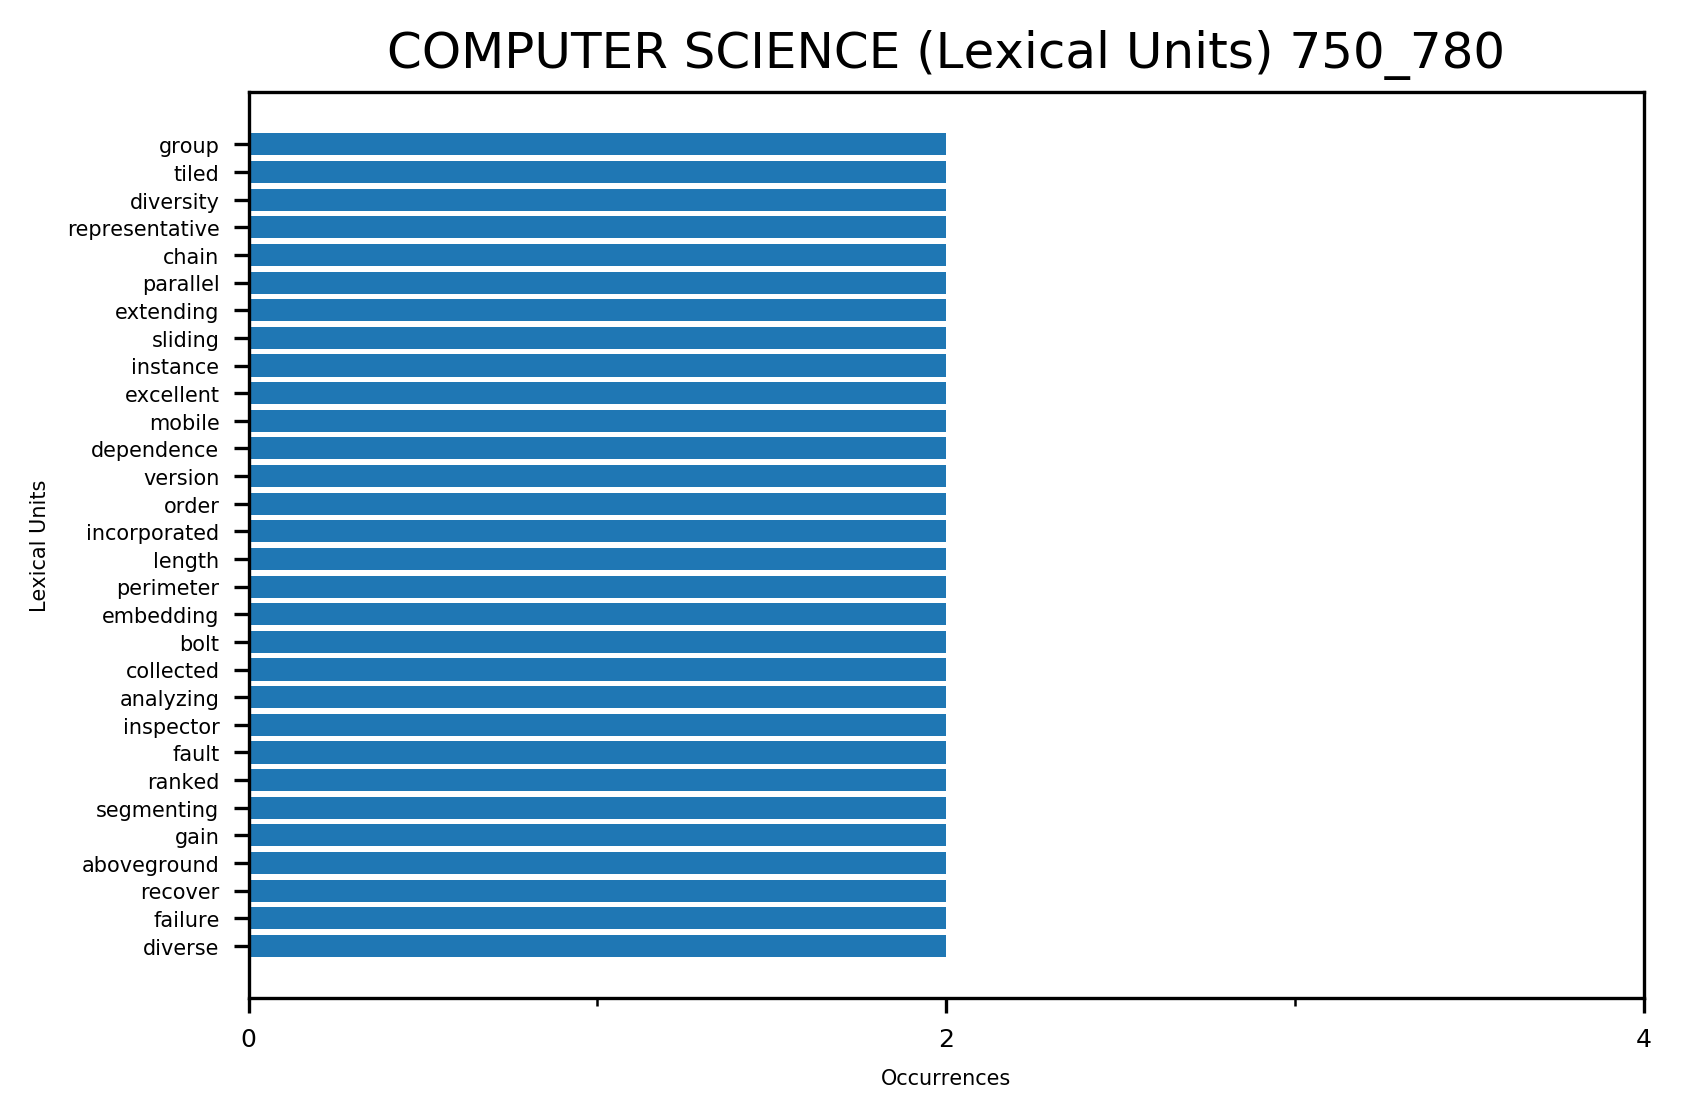 COMPUTER SCIENCE (Lexical Units) 750_780
group
tiled
diversity
representative
chain
parallel
extending
sliding
instance
excellent
mobile
dependence
version
order
incorporated
length
perimeter
embedding
bolt
collected
analyzing
inspector
fault
ranked
segmenting
gain
aboveground
recover
failure
diverse
Lexical Units
0 2 4
Occurrences